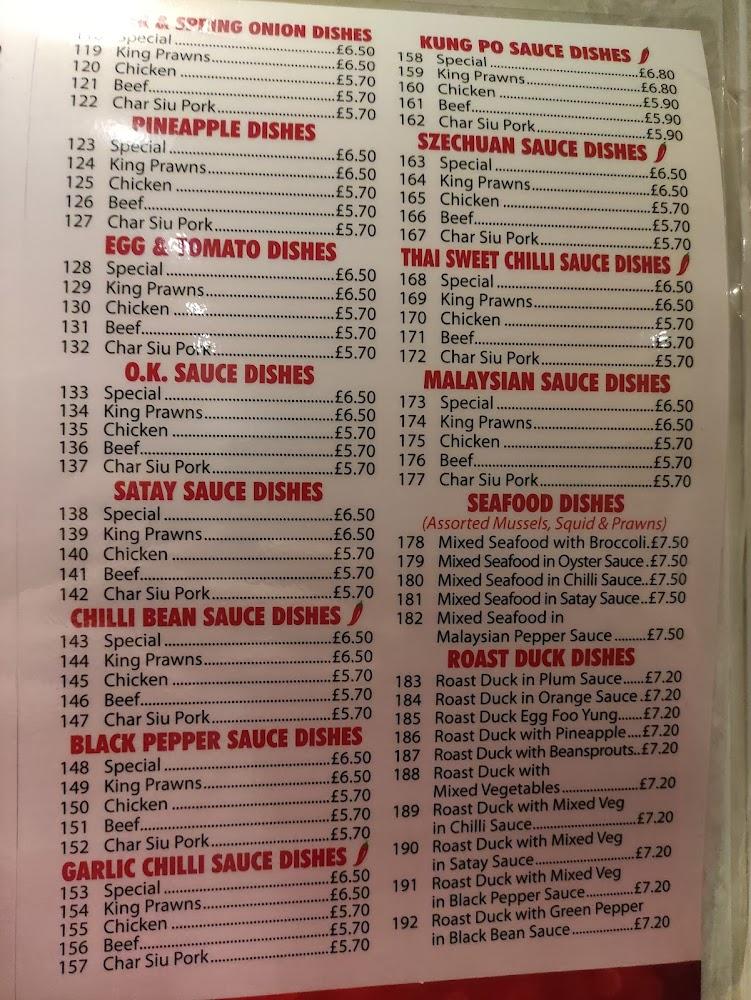 & SPRING ONION DISHES
Special....................£6.50
119 King Prawns....................£6.50
120 Chicken....................£5.70
121 Beef....................£5.70
122 Char Siu Pork....................£5.70
PINEAPPLE DISHES
123 Special....................£6.50
124 King Prawns....................£6.50
125 Chicken....................£5.70
126 Beef....................£5.70
127 Char Siu Pork....................£5.70
EGG & TOMATO DISHES
128 Special....................£6.50
129 King Prawns....................£6.50
130 Chicken....................£5.70
131 Beef....................£5.70
132 Char Siu Pork....................£5.70
O.K. SAUCE DISHES
133 Special....................£6.50
134 King Prawns....................£6.50
135 Chicken....................£5.70
136 Beef....................£5.70
137 Char Siu Pork....................£5.70
SATAY SAUCE DISHES
138 Special....................£6.50
139 King Prawns....................£6.50
140 Chicken....................£5.70
141 Beef....................£5.70
142 Char Siu Pork....................£5.70
CHILLI BEAN SAUCE DISHES
143 Special....................£6.50
144 King Prawns....................£6.50
145 Chicken....................£5.70
146 Beef....................£5.70
147 Char Siu Pork....................£5.70
BLACK PEPPER SAUCE DISHES
148 Special....................£6.50
149 King Prawns....................£6.50
150 Chicken....................£5.70
151 Beef....................£5.70
152 Char Siu Pork....................£5.70
GARLIC CHILLI SAUCE DISHES
153 Special....................£6.50
154 King Prawns....................£6.50
155 Chicken....................£5.70
156 Beef....................£5.70
157 Char Siu Pork....................£5.70
KUNG PO SAUCE DISHES
158 Special....................£6.80
159 King Prawns....................£6.80
160 Chicken....................£5.90
161 Beef....................£5.90
162 Char Siu Pork....................£5.90
SZECHUAN SAUCE DISHES
163 Special....................£6.50
164 King Prawns....................£6.50
165 Chicken....................£5.70
166 Beef....................£5.70
167 Char Siu Pork....................£5.70
THAI SWEET CHILLI SAUCE DISHES
168 Special....................£6.50
169 King Prawns....................£6.50
170 Chicken....................£5.70
171 Beef....................£5.70
172 Char Siu Pork....................£5.70
MALAYSIAN SAUCE DISHES
173 Special....................£6.50
174 King Prawns....................£6.50
175 Chicken....................£5.70
176 Beef....................£5.70
177 Char Siu Pork....................£5.70
SEAFOOD DISHES
(Assorted Mussels, Squid & Prawns)
178 Mixed Seafood with Broccoli.£7.50
179 Mixed Seafood in Oyster Sauce..£7.50
180 Mixed Seafood in Chilli Sauce..£7.50
181 Mixed Seafood in Satay Sauce..£7.50
182 Mixed Seafood in
Malaysian Pepper Sauce ........£7.50
ROAST DUCK DISHES
183 Roast Duck in Plum Sauce.....£7.20
184 Roast Duck in Orange Sauce .£7.20
185 Roast Duck Egg Foo Yung......£7.20
186 Roast Duck with Pineapple....£7.20
187 Roast Duck with Beansprouts..£7.20
188 Roast Duck with
Mixed Vegetables....................£7.20
189 Roast Duck with Mixed Veg
in Chilli Sauce....................£7.20
190 Roast Duck with Mixed Veg
in Satay Sauce....................£7.20
191 Roast Duck with Mixed Veg
in Black Pepper Sauce............£7.20
192 Roast Duck with Green Pepper
in Black Bean Sauce...............£7.20